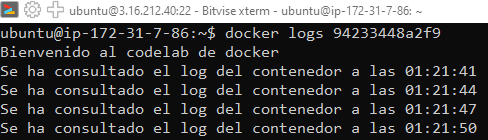 ubuntu@3.16.212.40:22 - Bitvise xterm - ubuntu@ip-172-31-7-86: ~
ubuntu@ip-172-31-7-86:~$ docker logs 94233448a2f9
Bienvenido al codelab de docker
Se ha consultado el log del contenedor a las 01:21:41
Se ha consultado el log del contenedor a las 01:21:44
Se ha consultado el log del contenedor a las 01:21:47
Se ha consultado el log del contenedor a las 01:21:50